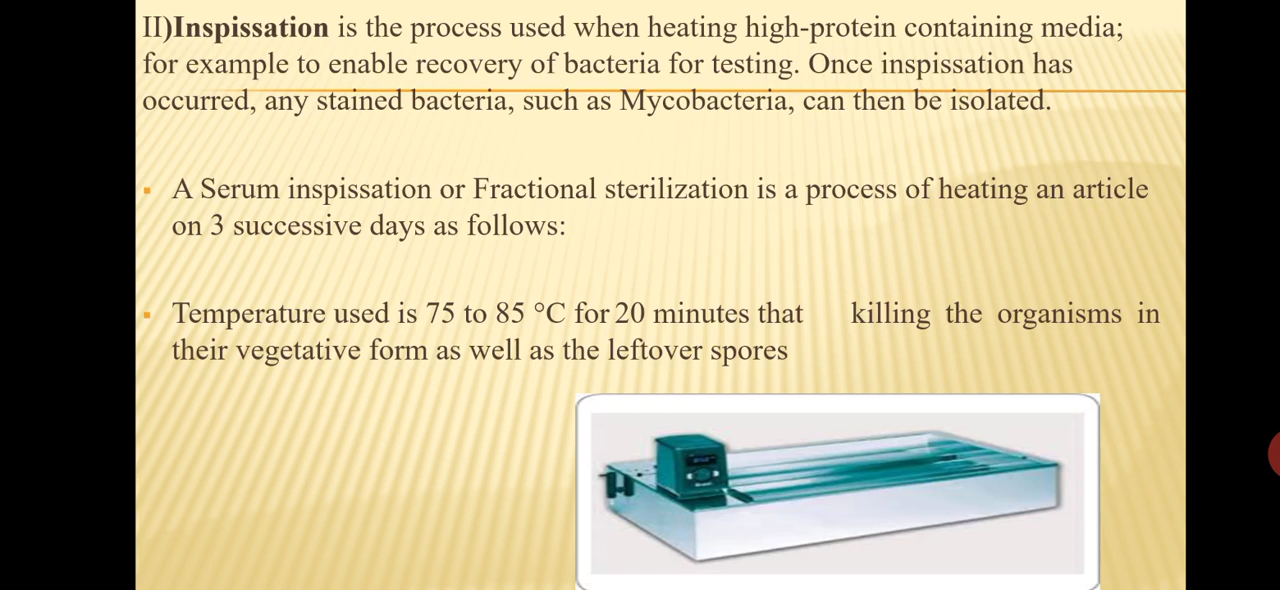 II)Inspissation is the process used when heating high-protein containing media;
for example to enable recovery of bacteria for testing. Once inspissation has
occurred, any stained bacteria, such as Mycobacteria, can then be isolated.
A Serum inspissation or Fractional sterilization is a process of heating an article
on 3 successive days as follows:
Temperature used is 75 to 85 °C for 20 minutes that killing the organisms in
their vegetative form as well as the leftover spores